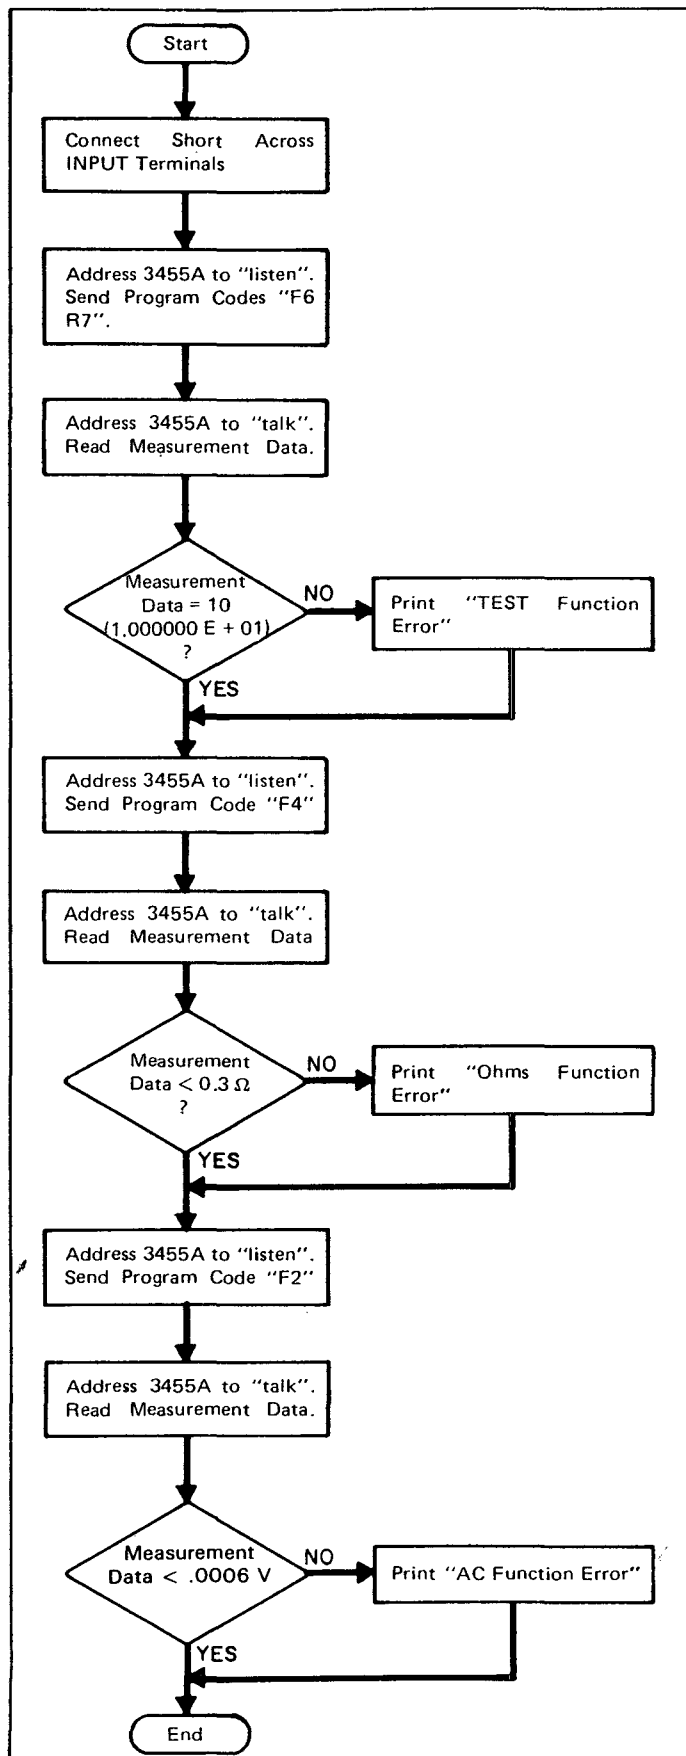 Start
Connect Short Across
INPUT Terminals
Address 3455A to "listen".
Send Program Codes "F6
R7".
Address 3455A to "talk".
Read Measurement Data.
Measurement
Data = 10
(1.000000 E + 01)
?
NO
Print "TEST Function
Error"
YES
Address 3455A to "listen".
Send Program Code "F4"
Address 3455A to "talk".
Read Measurement Data
Measurement
Data < 0.3 Ω
?
NO
Print "Ohms Function
Error"
YES
Address 3455A to "listen".
Send Program Code "F2"
Address 3455A to "talk".
Read Measurement Data.
Measurement
Data < .0006 V
NO
Print "AC Function Error"
YES
End